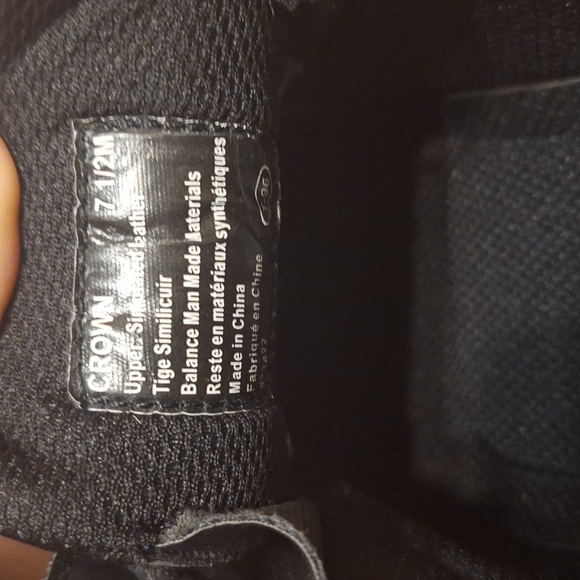 CROWN 7 1/2M
Upper: Simulated leather
Tige Similicuir
Balance Man Made Materials
Reste en matériaux synthétiques
Made in China
Fabriqué en Chine